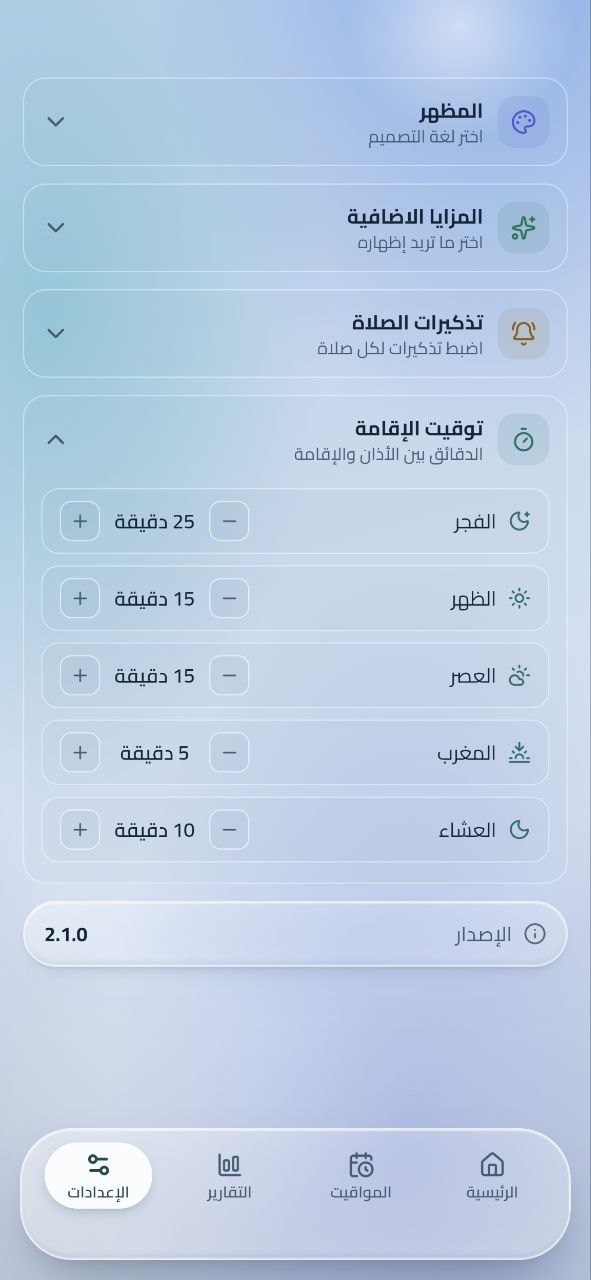 المظهر
اختر لغة التصميم
المزايا الاضافية
اختر ما تريد إظهاره
تذكيرات الصلاة
اضبط تذكيرات لكل صلاة
توقيت الإقامة
الدقائق بين الأذان والإقامة
الفجر − 25 دقيقة +
الظهر − 15 دقيقة +
العصر − 15 دقيقة +
المغرب − 5 دقيقة +
العشاء − 10 دقيقة +
الإصدار 2.1.0
الرئيسية المواقيت التقارير الإعدادات